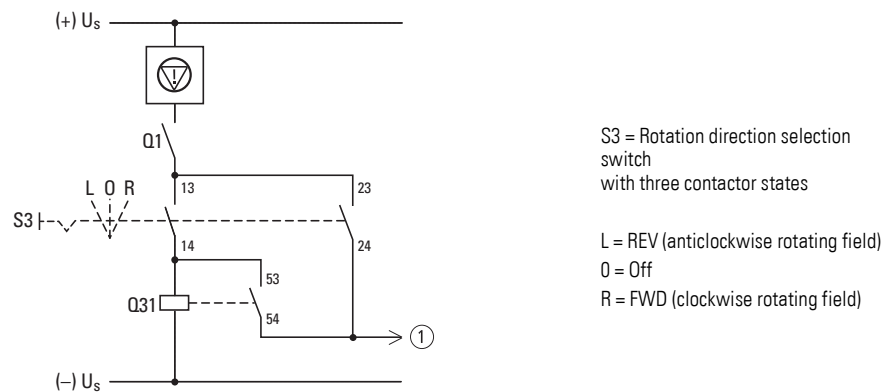 (+) Us
!
Q1
13
23
L 0 R
S3
14
24
53
Q31
54
1
(–) Us
S3 = Rotation direction selection
switch
with three contactor states
L = REV (anticlockwise rotating field)
0 = Off
R = FWD (clockwise rotating field)